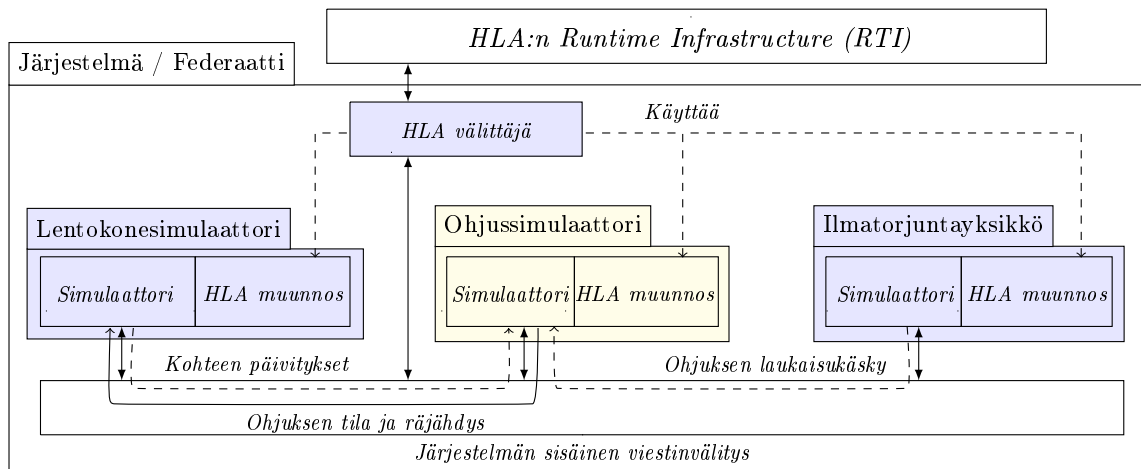 HLA:n Runtime Infrastructure (RTI)
Järjestelmä / Federaatti
HLA välittäjä
Käyttää
Lentokonesimulaattori
Ohjussimulaattori
Ilmatorjuntayksikkö
Simulaattori
HLA muunnos
Simulaattori
HLA muunnos
Simulaattori
HLA muunnos
Kohteen päivitykset
Ohjuksen laukaisukäsky
Ohjuksen tila ja räjähdys
Järjestelmän sisäinen viestinvälitys